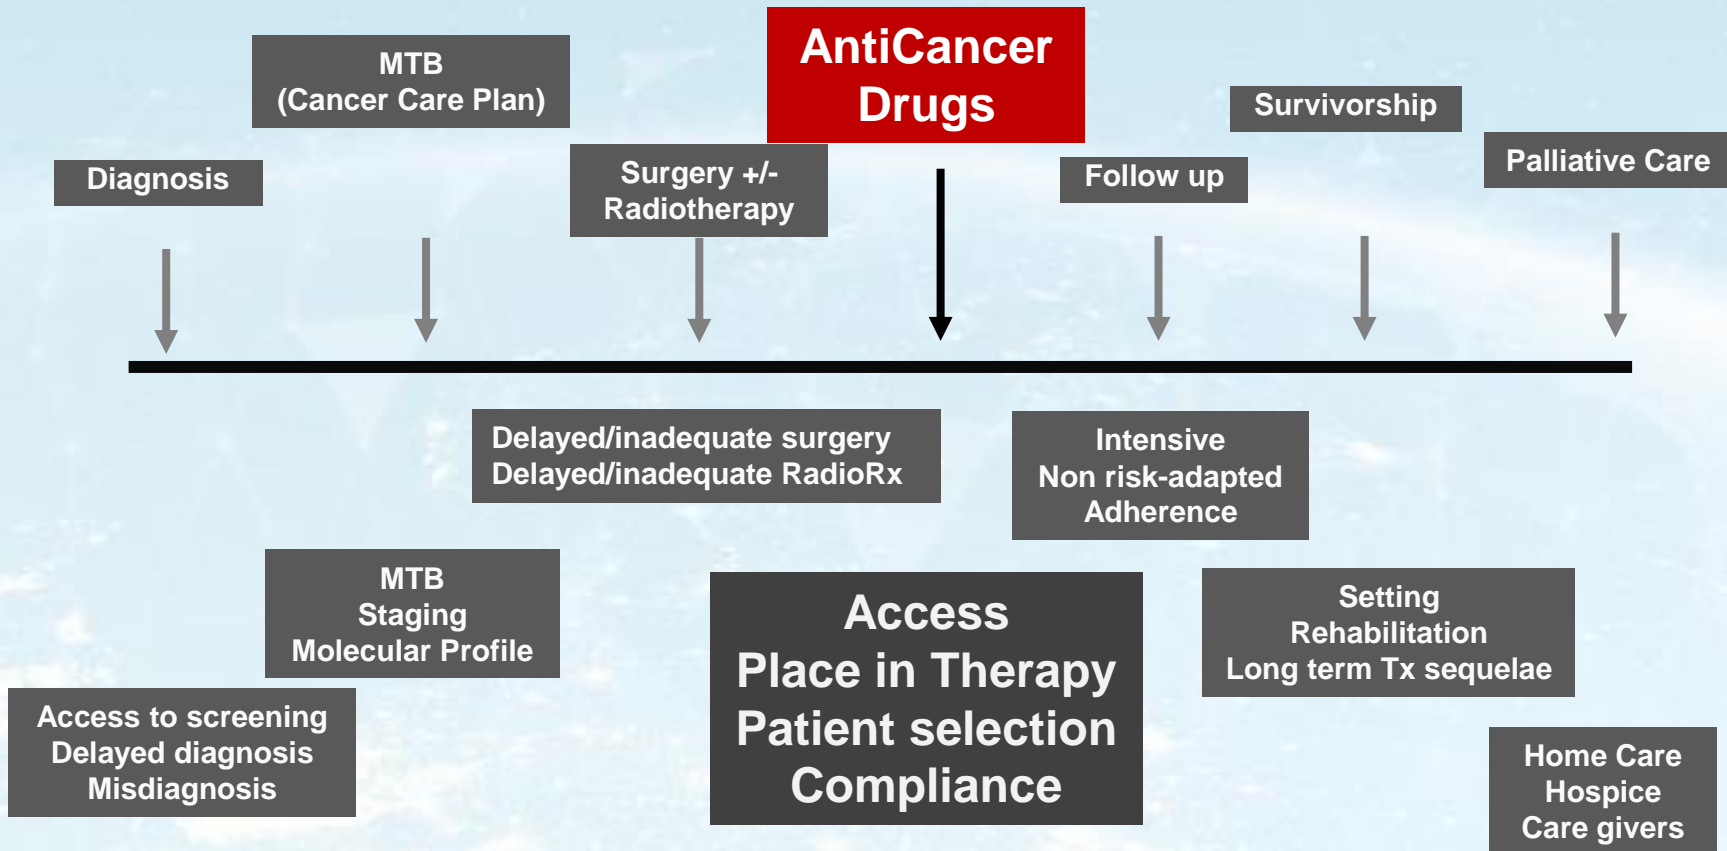 AntiCancer
Drugs
MTB
(Cancer Care Plan)
Survivorship
Diagnosis
Surgery +/-
Radiotherapy
Follow up
Palliative Care
Delayed/inadequate surgery
Delayed/inadequate RadioRx
Intensive
Non risk-adapted
Adherence
MTB
Staging
Molecular Profile
Access
Place in Therapy
Patient selection
Compliance
Setting
Rehabilitation
Long term Tx sequelae
Access to screening
Delayed diagnosis
Misdiagnosis
Home Care
Hospice
Care givers